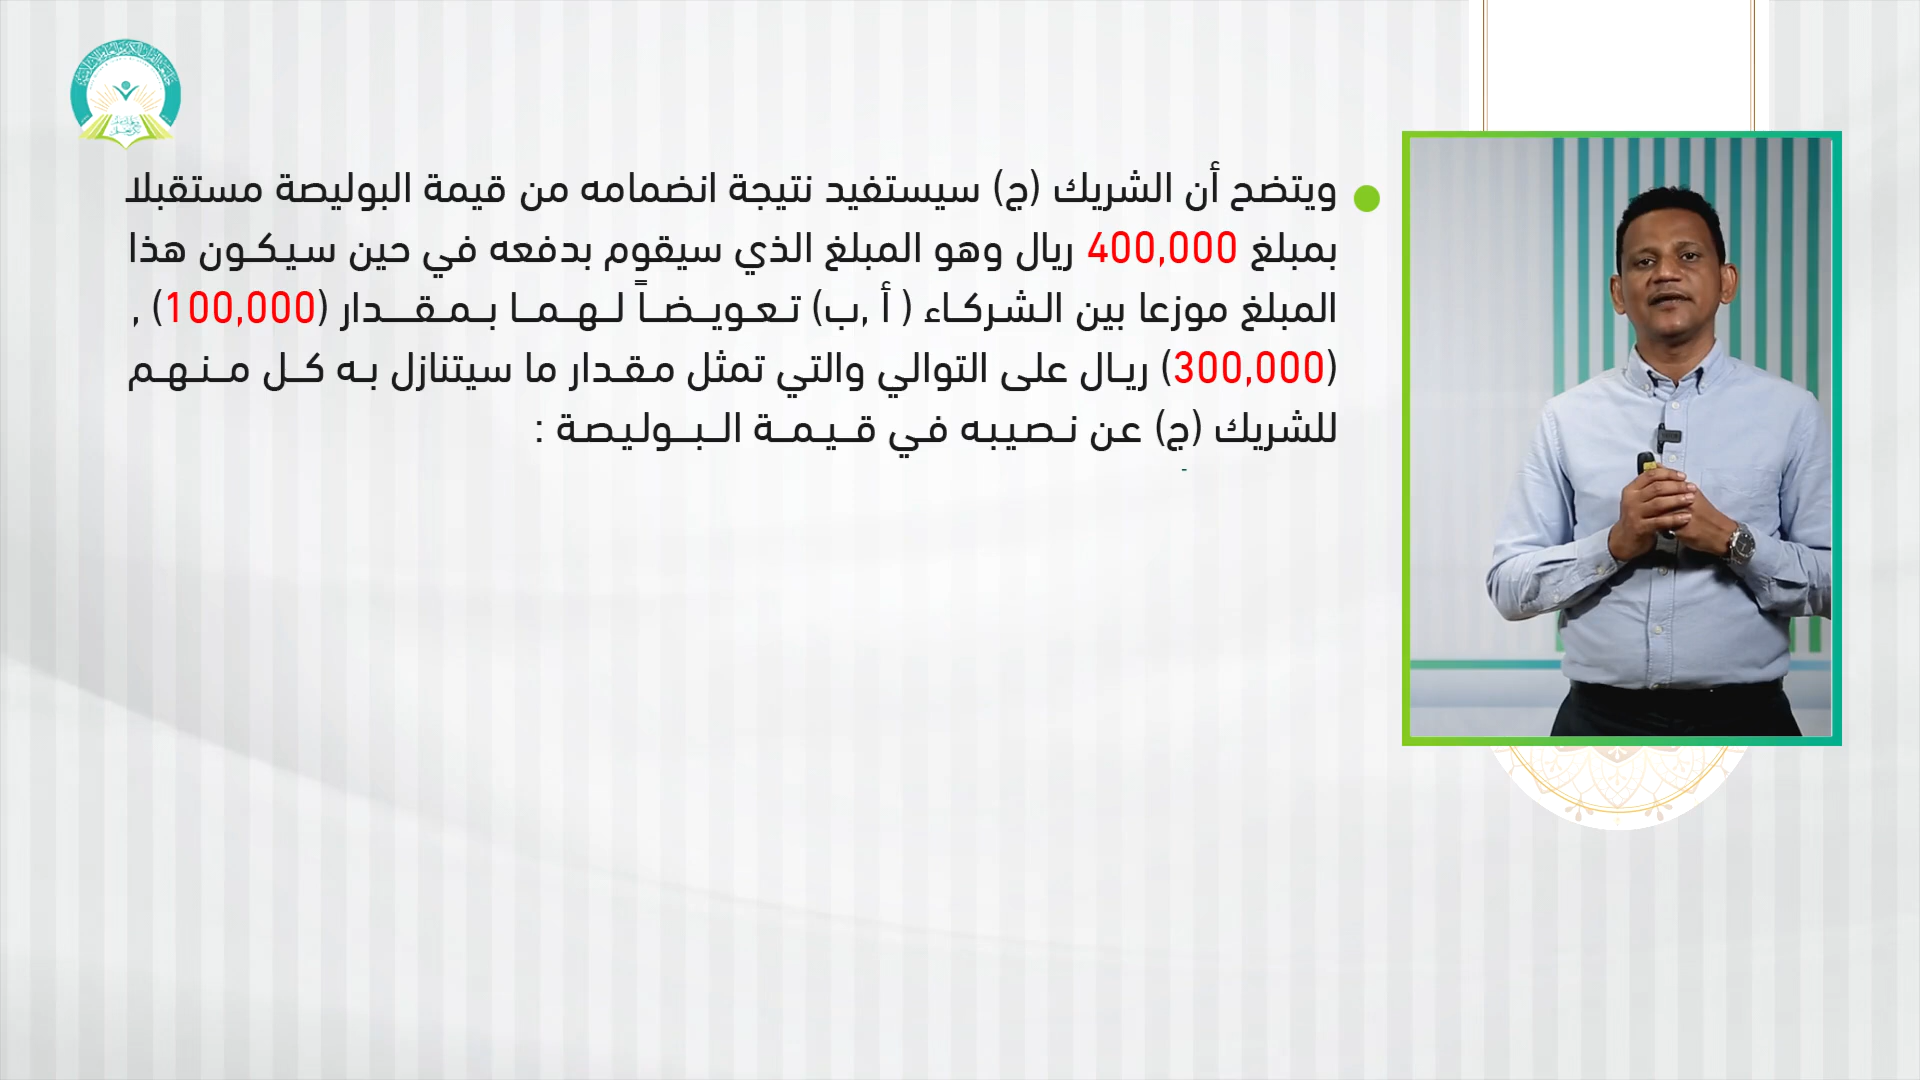 ويتضح أن الشريك (ج) سيستفيد نتيجة انضمامه من قيمة البوليصة مستقبلا
بمبلغ 400,000 ريال وهو المبلغ الذي سيقوم بدفعه في حين سيكون هذا
المبلغ موزعا بين الشركاء ( أ ,ب) تعويضاً لهما بمقدار (100,000) ,
(300,000) ريال على التوالي والتي تمثل مقدار ما سيتنازل به كل منهم
للشريك (ج) عن نصيبه في قيمة البوليصة :